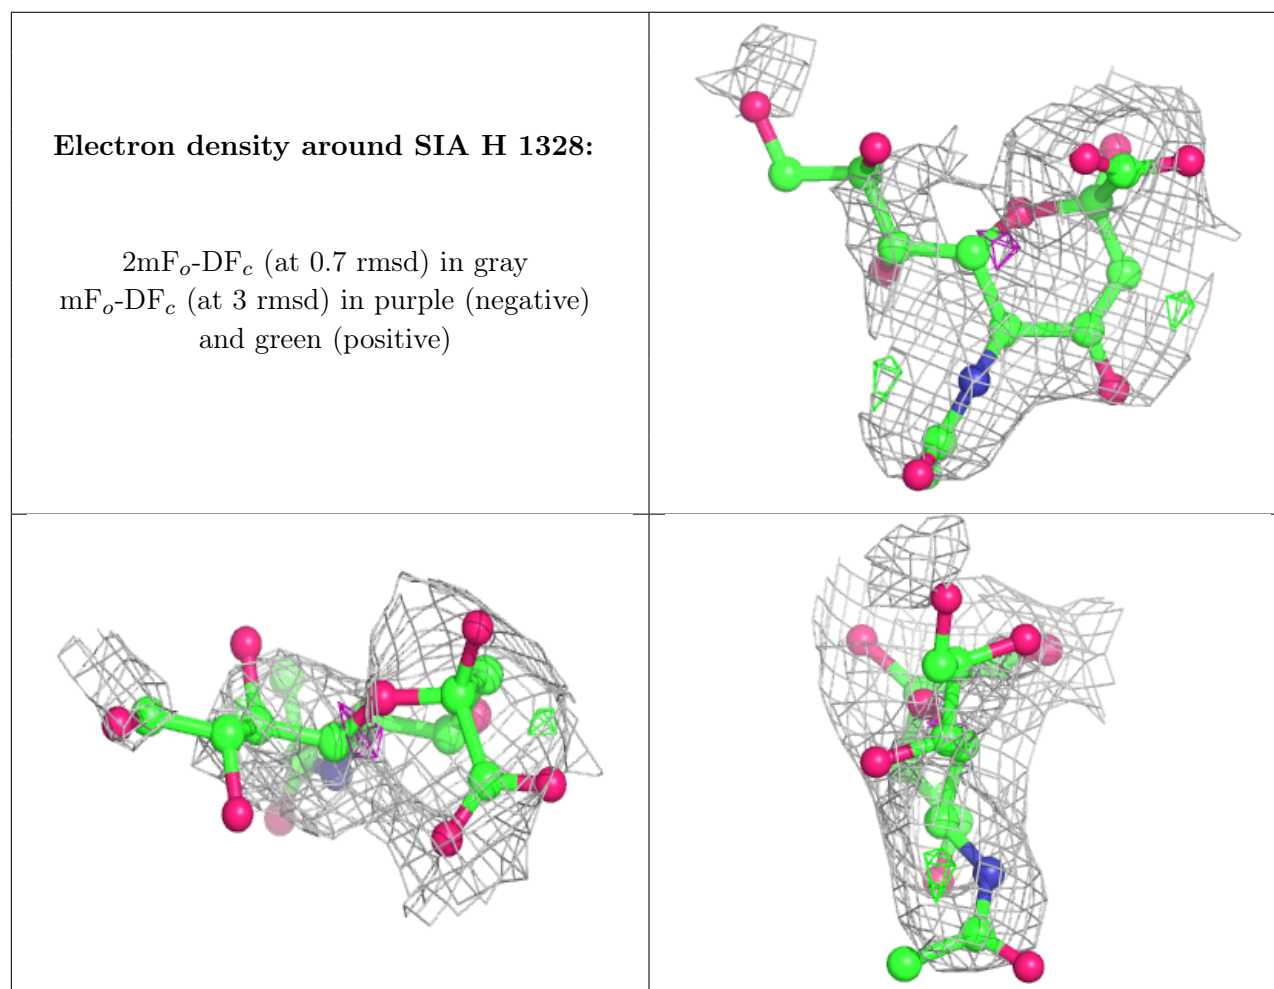 Electron density around SIA H 1328:
2mFo-DFc (at 0.7 rmsd) in gray
mFo-DFc (at 3 rmsd) in purple (negative)
and green (positive)